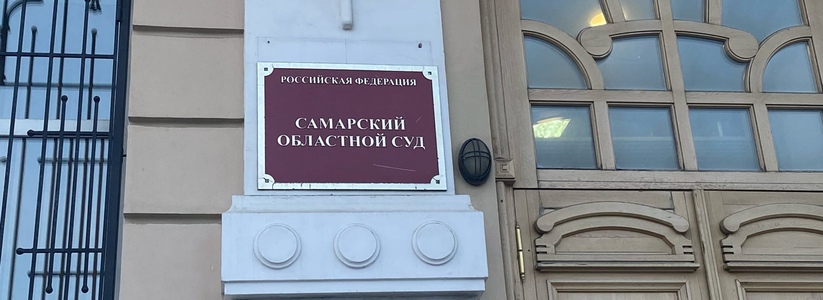 РОССИЙСКАЯ ФЕДЕРАЦИЯ
САМАРСКИЙ
ОБЛАСТНОЙ СУД